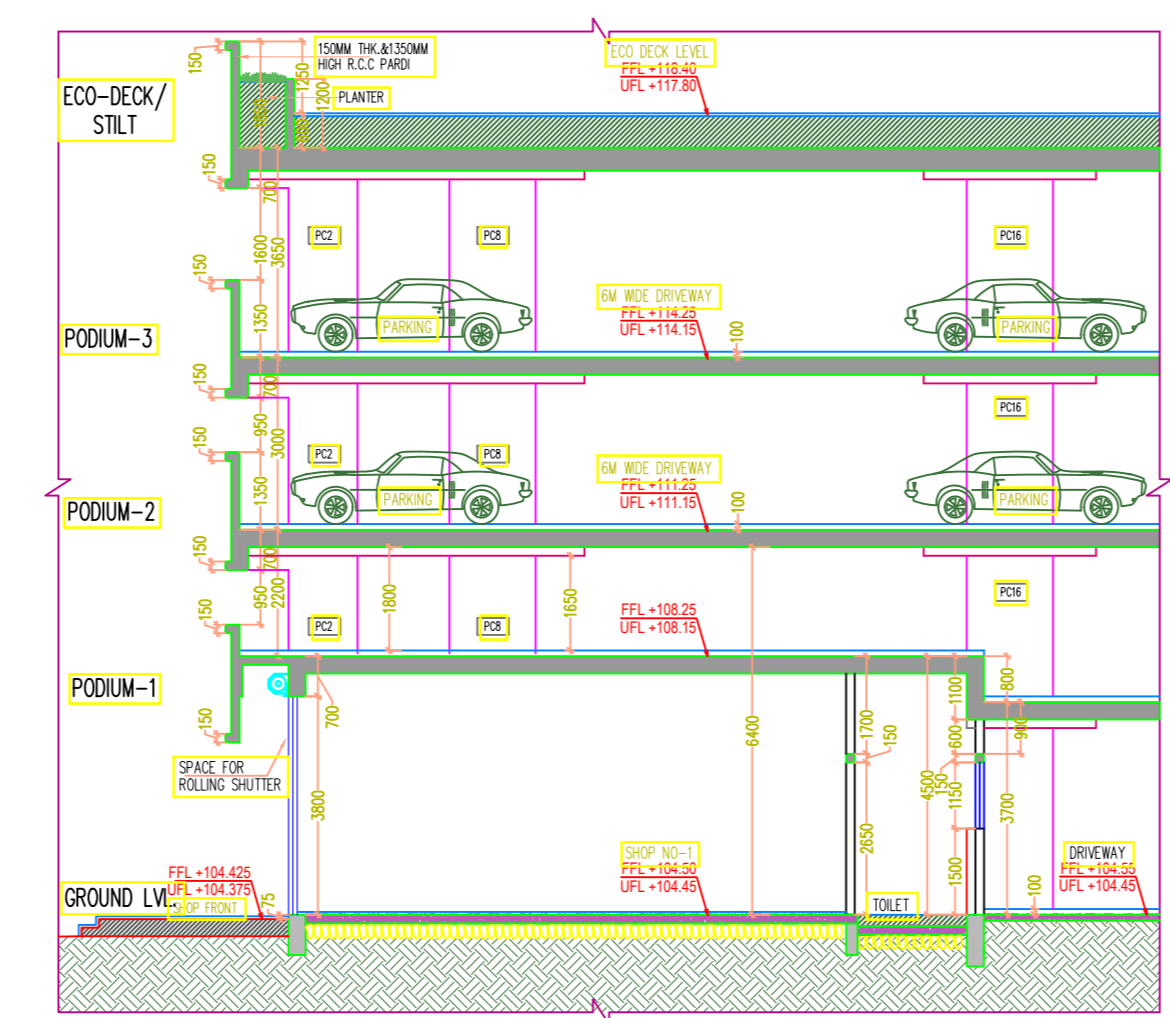 150
150MM THK.&1350MM
HIGH R.C.C PARDI
1250
1200
PLANTER
ECO DECK LEVEL
FFL +118.40
UFL +117.80
ECO-DECK/
STILT
150
700
PC2
PC8
PC16
1600
3650
150
6M WIDE DRIVEWAY
FFL +114.25
UFL +114.15
100
1350
PARKING
PARKING
PODIUM-3
150
700
PC16
950
3000
150
PC2
PC8
6M WIDE DRIVEWAY
FFL +111.25
UFL +111.15
100
1350
PARKING
PARKING
PODIUM-2
150
700
950
2200
1800
1650
PC16
150
PC2
PC8
FFL +108.25
UFL +108.15
PODIUM-1
700
6400
1700
150
1100
800
600
900
150
SPACE FOR
ROLLING SHUTTER
3800
4500
1150
3700
2650
1500
SHOP NO-1
FFL +104.50
UFL +104.45
DRIVEWAY
FFL +104.55
UFL +104.45
100
FFL +104.425
UFL +104.375
GROUND LVL
SHOP FRONT
75
TOILET
150